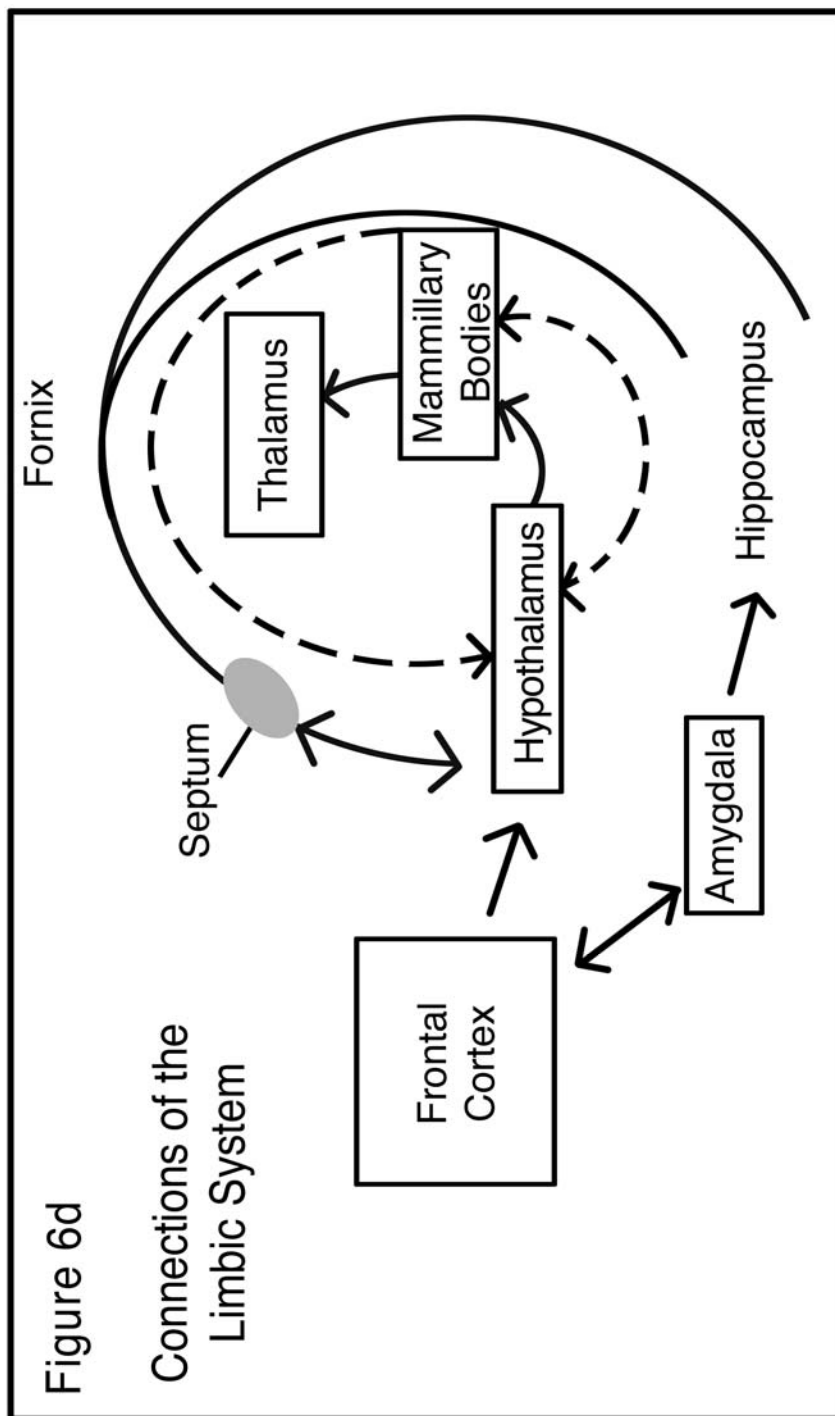 Figure 6d
Connections of the
Limbic System
Fornix
Septum
Thalamus
Mammillary
Bodies
Hypothalamus
Frontal
Cortex
Amygdala
Hippocampus